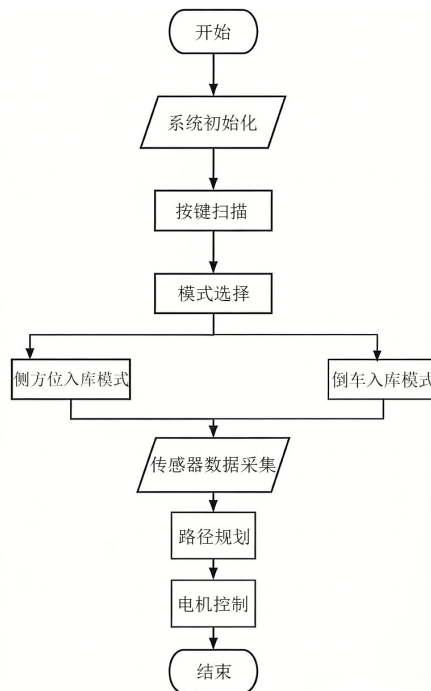 开始
系统初始化
按键扫描
模式选择
侧方位入库模式
倒车入库模式
传感器数据采集
路径规划
电机控制
结束